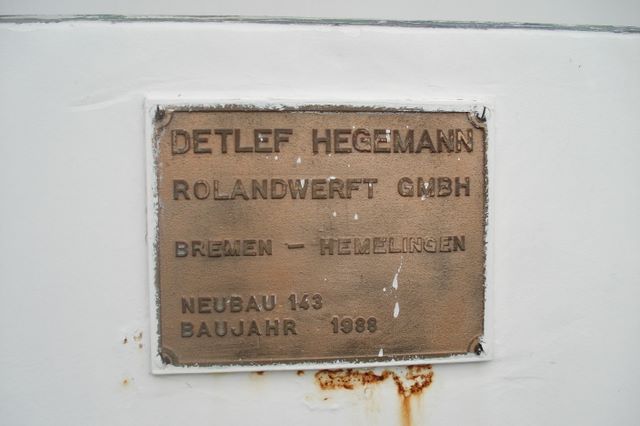 DETLEF HEGEMANN
ROLANDWERFT GMBH
BREMEN - HEMELINGEN
NEUBAU 143
BAUJAHR 1988